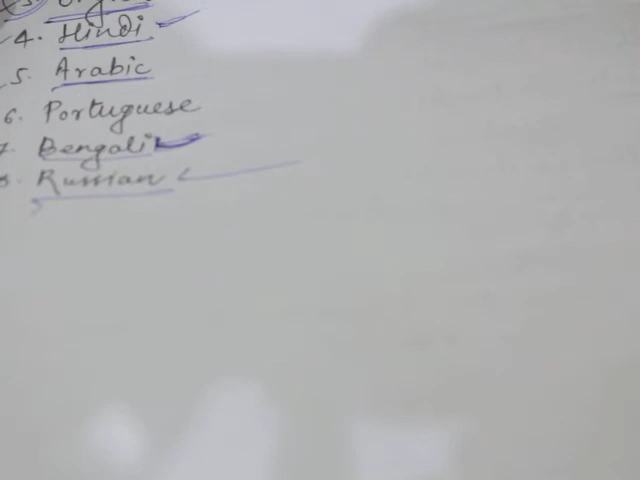 4. Hindi
5. Arabic
6. Portuguese
7. Bengali
8. Russian